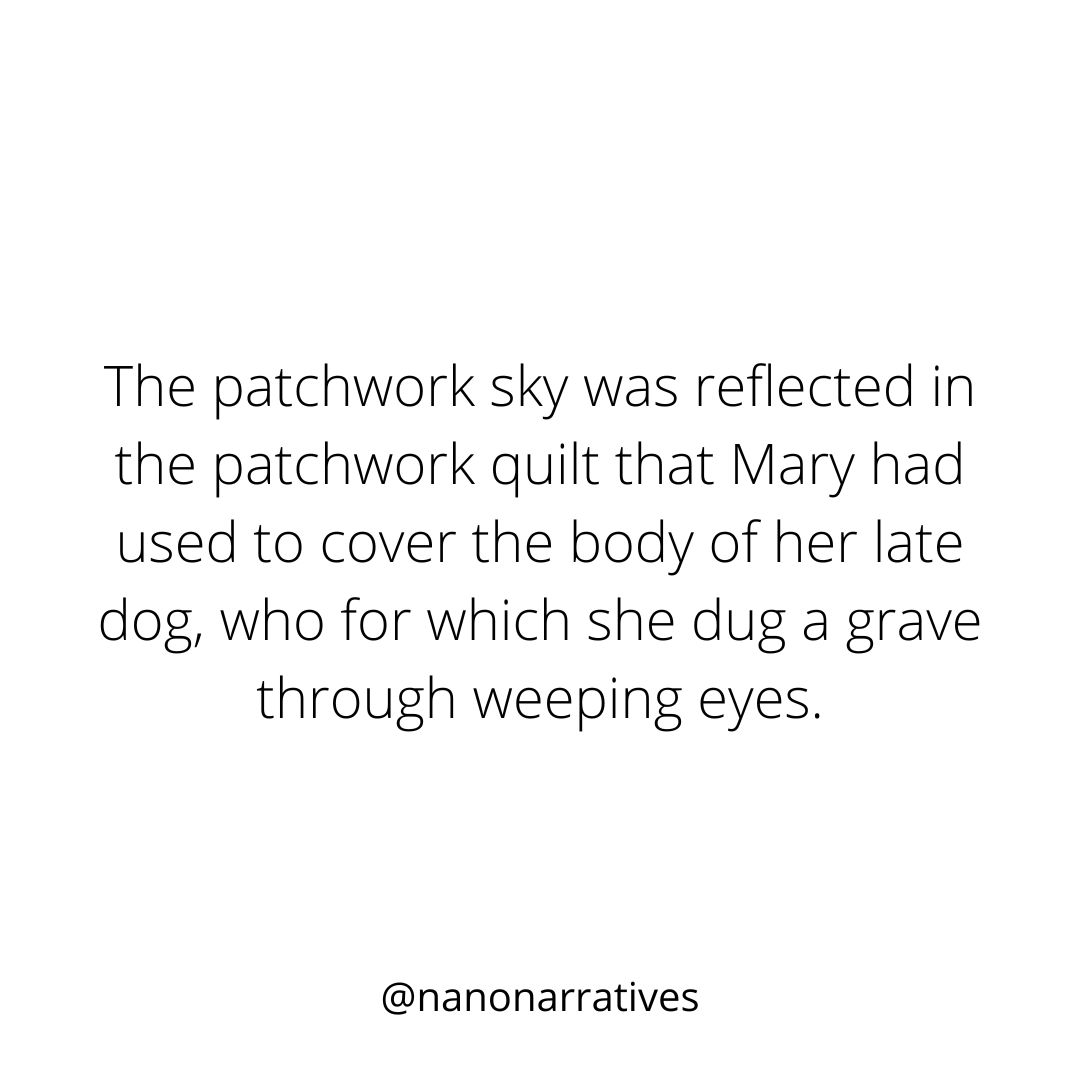 The patchwork sky was reflected in
the patchwork quilt that Mary had
used to cover the body of her late
dog, who for which she dug a grave
through weeping eyes.
@nanonarratives